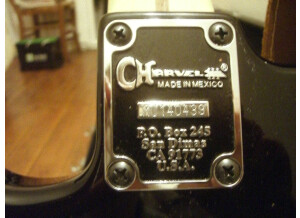 CHARVEL®
MADE IN MEXICO
P.O. Box 245
San Dimas
CA 91773
U.S.A.